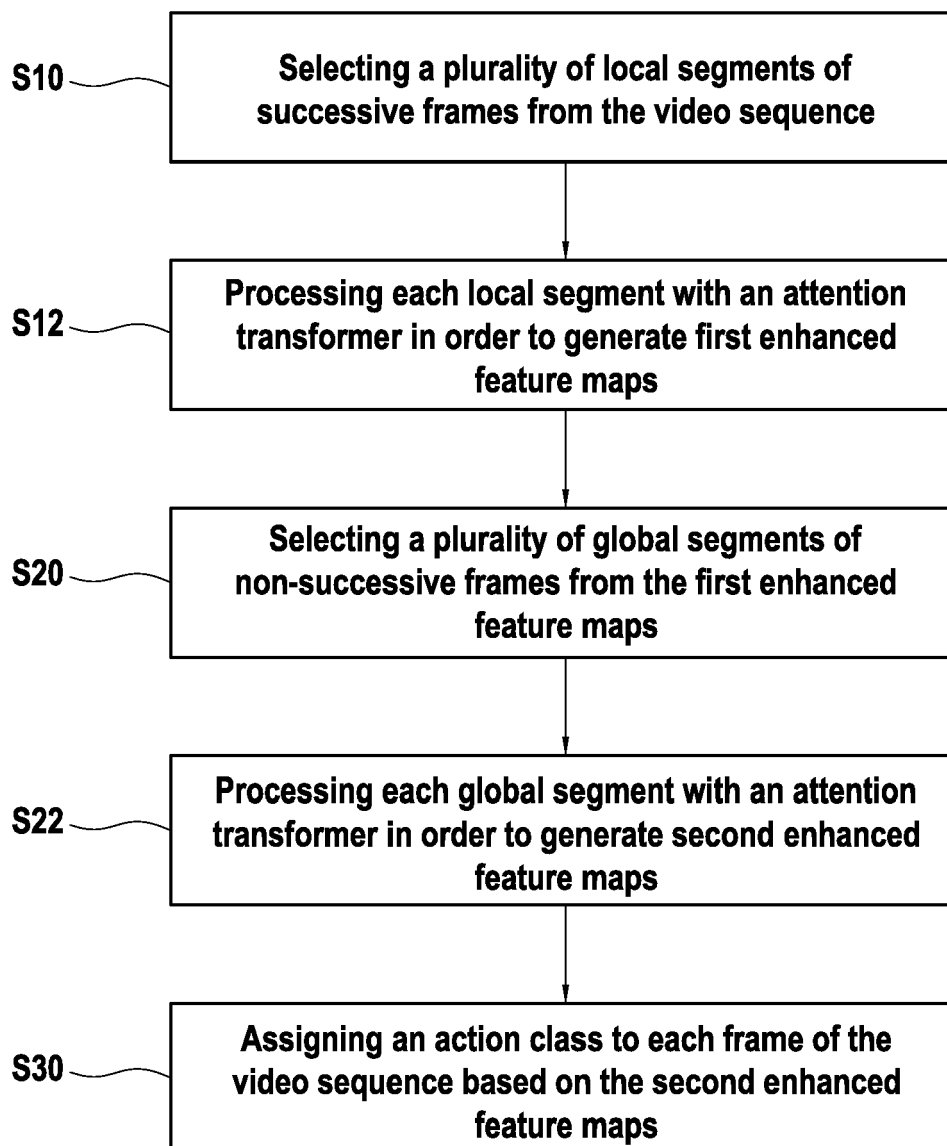 S10
Selecting a plurality of local segments of
successive frames from the video sequence
S12
Processing each local segment with an attention
transformer in order to generate first enhanced
feature maps
S20
Selecting a plurality of global segments of
non-successive frames from the first enhanced
feature maps
S22
Processing each global segment with an attention
transformer in order to generate second enhanced
feature maps
S30
Assigning an action class to each frame of the
video sequence based on the second enhanced
feature maps